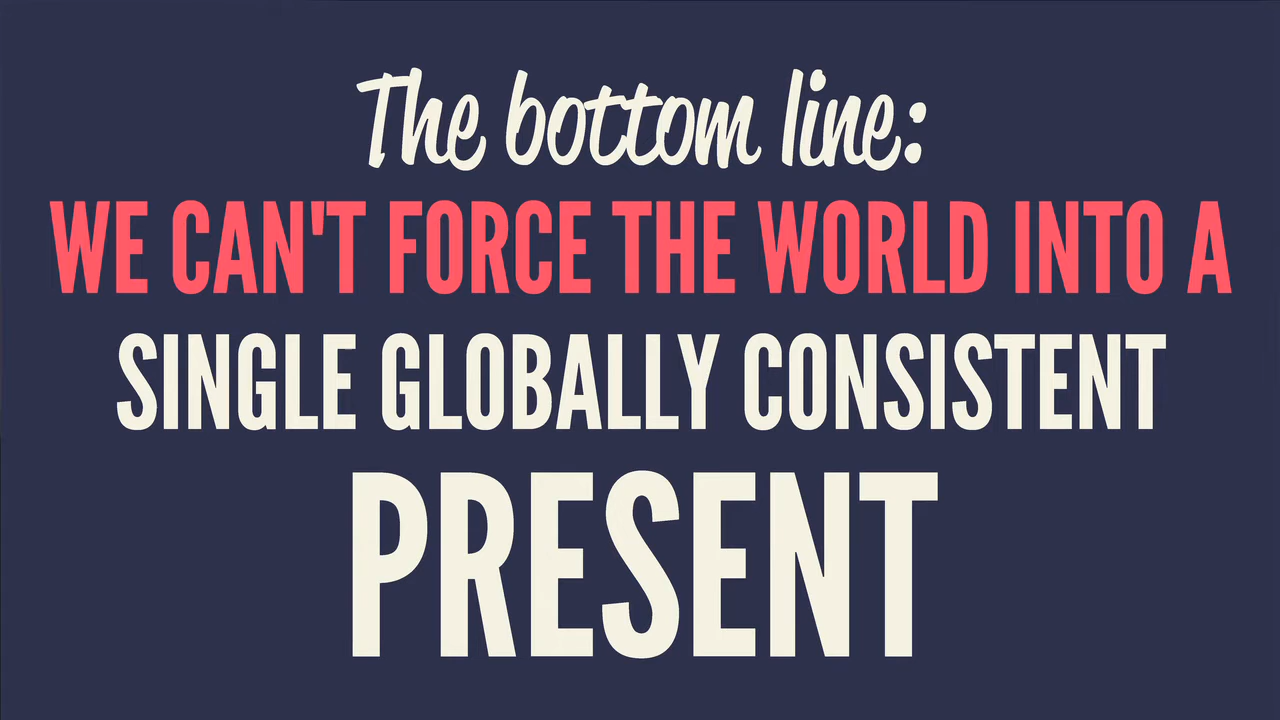 The bottom line:
WE CAN'T FORCE THE WORLD INTO A
SINGLE GLOBALLY CONSISTENT
PRESENT